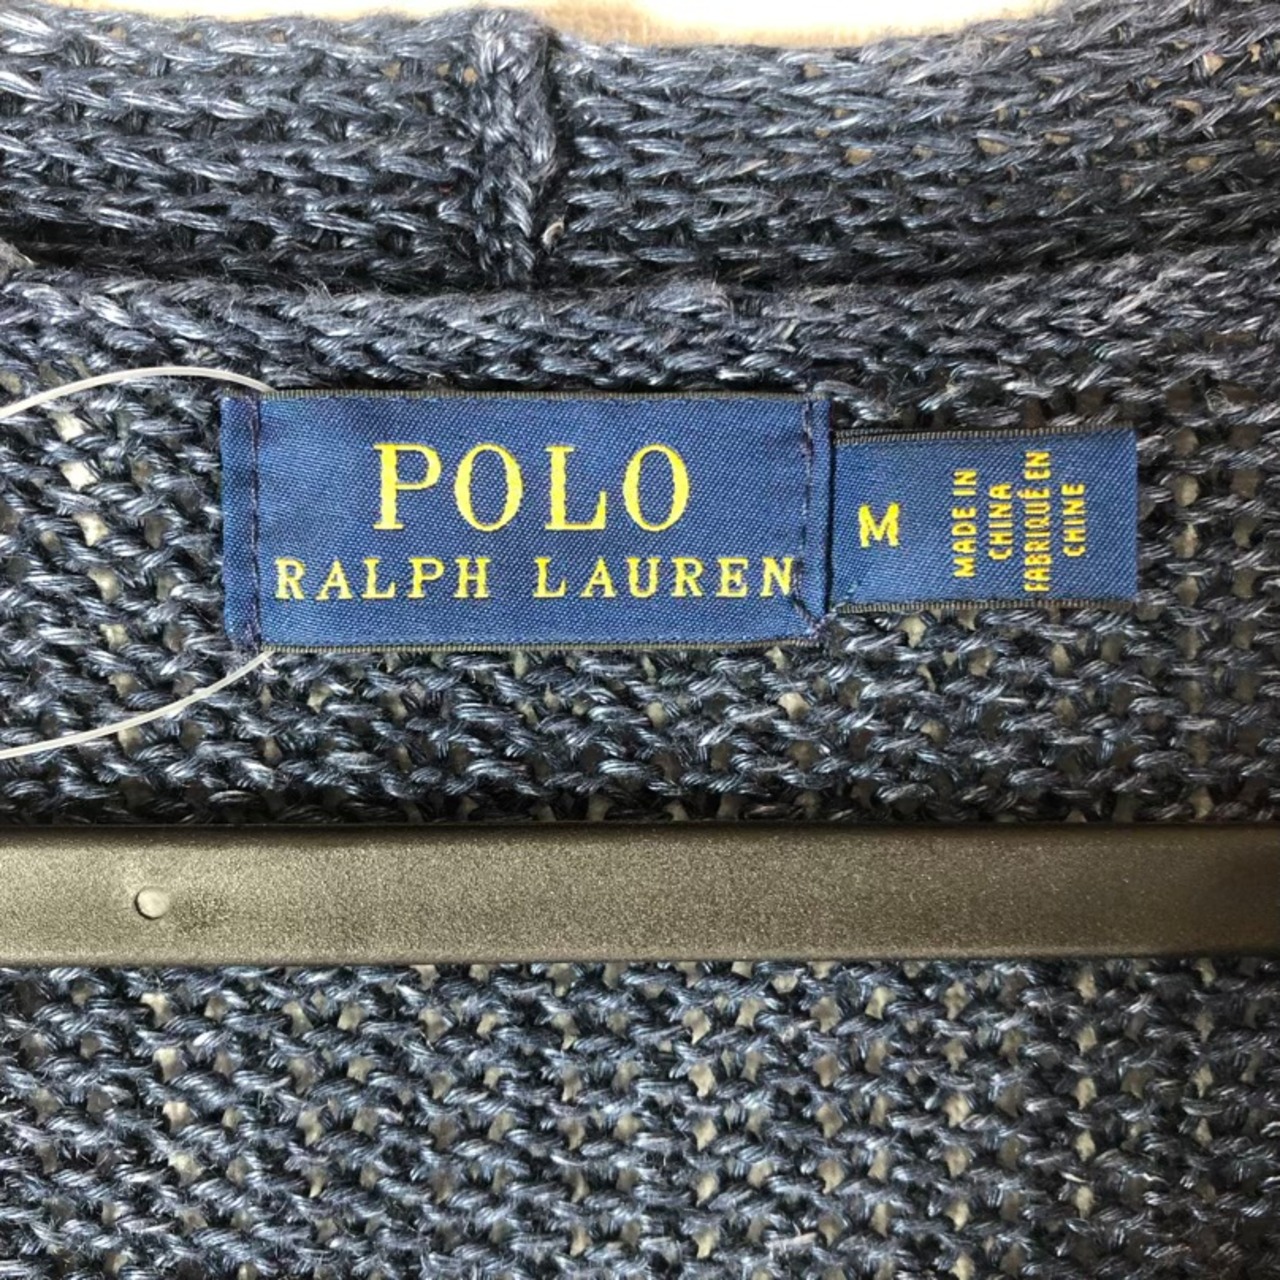 POLO
RALPH LAUREN
M
MADE IN
CHINA
FABRIQUÉ EN
CHINE